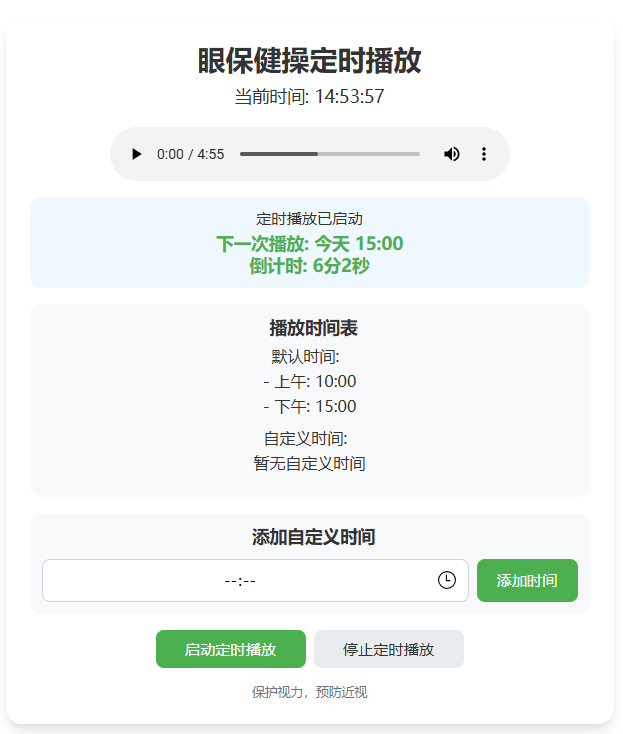 眼保健操定时播放
当前时间: 14:53:57
0:00 / 4:55
定时播放已启动
下一次播放: 今天 15:00
倒计时: 6分2秒
播放时间表
默认时间:
- 上午: 10:00
- 下午: 15:00
自定义时间:
暂无自定义时间
添加自定义时间
--:-- 添加时间
启动定时播放 停止定时播放
保护视力，预防近视